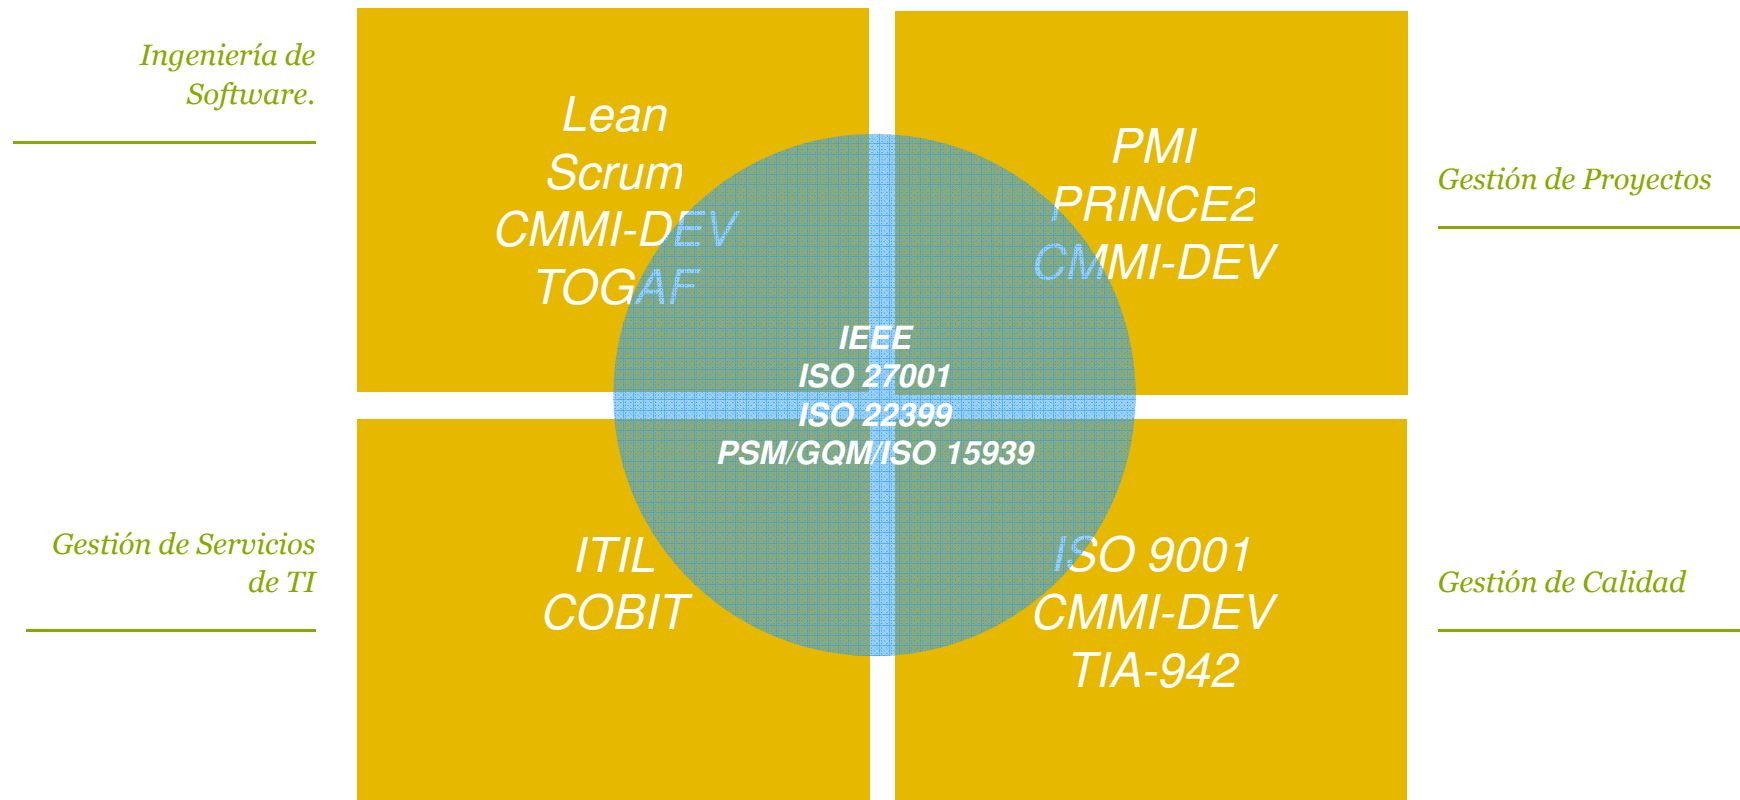 Ingeniería de
Software.
Lean
Scrum
CMMI-DEV
TOGAF
PMI
PRINCE2
CMMI-DEV
Gestión de Proyectos
IEEE
ISO 27001
ISO 22399
PSM/GQM/ISO 15939
Gestión de Servicios
de TI
ITIL
COBIT
ISO 9001
CMMI-DEV
TIA-942
Gestión de Calidad